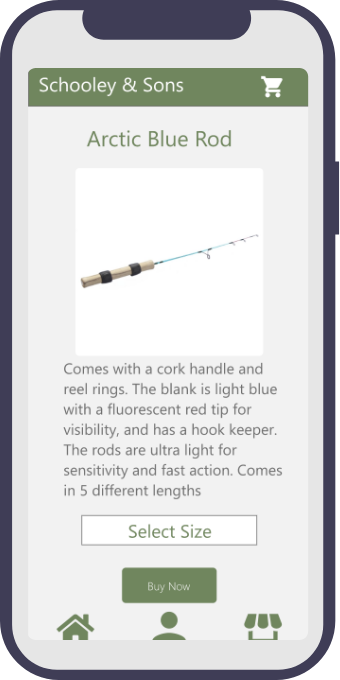 Schooley & Sons
Arctic Blue Rod
Comes with a cork handle and
reel rings. The blank is light blue
with a fluorescent red tip for
visibility, and has a hook keeper.
The rods are ultra light for
sensitivity and fast action. Comes
in 5 different lengths
Select Size
Buy Now